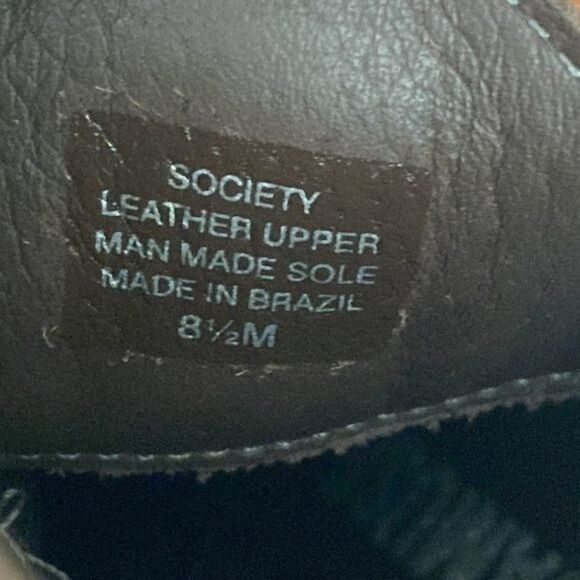 SOCIETY
LEATHER UPPER
MAN MADE SOLE
MADE IN BRAZIL
8½M